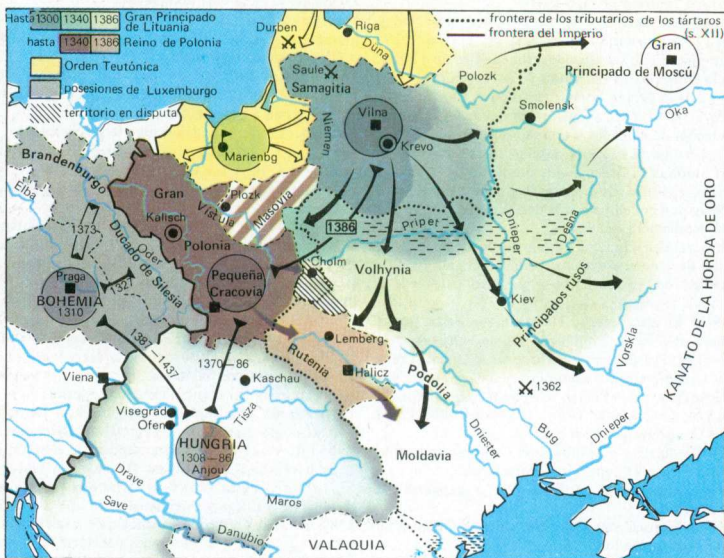 Hasta 1300 1340 1386 Gran Principado de Lituania
hasta 1340 1386 Reino de Polonia
Orden Teutónica
posesiones de Luxemburgo
territorio en disputa
frontera de los tributarios de los tártaros (s. XII)
frontera del Imperio
Durben
Riga
Duna
Saule
Samagitia
Polozk
Gran
Principado de Moscú
Smolensk
Oka
Niemen
Vilna
Krevo
Marienbg
Brandenburgo
Elba
Gran
Polonia
Kalisch
Plozk
Vistula
Masovia
1386
Priper
Dnieper
Desna
1373
Oder
Ducado de Silesia
1327
Praga
BOHEMIA
1310
Pequeña
Cracovia
Cholm
Volhynia
Kiev
Principados rusos
KANATO DE LA HORDA DE ORO
Vorskla
1387—1437
1370—86
Lemberg
Rutenia
Halicz
Podolia
Kaschau
Viena
Visegrad
Ofen
Tisza
1362
HUNGRIA
1308—86
Anjou
Moldavia
Dniester
Bug
Dnieper
Drave
Save
Maros
Danubio
VALAQUIA